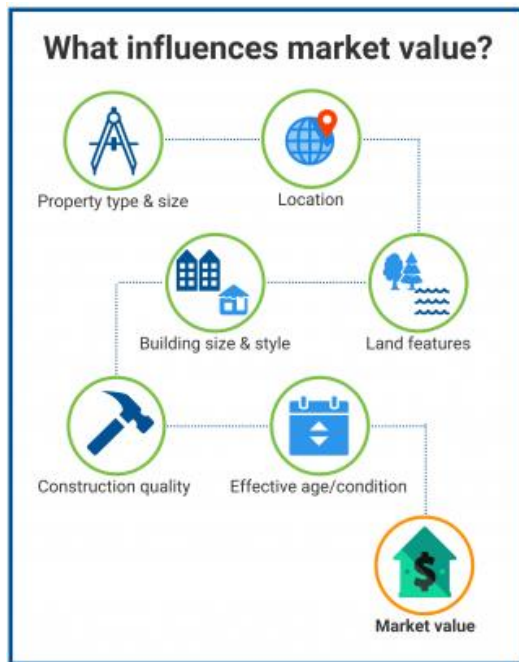 What influences market value?
Property type & size
Location
Building size & style
Land features
Construction quality
Effective age/condition
$
Market value